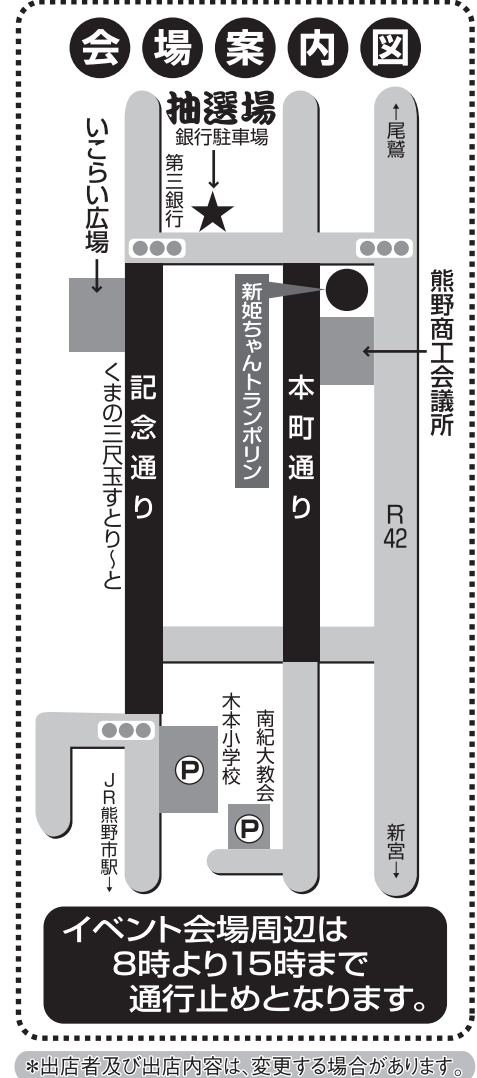 会場案内図
抽選場
銀行駐車場
第三銀行
いこらい広場
↑尾鷲
熊野商工会議所
新姫ちゃんトランポリン
記念通り
くまの三尺玉すとり〜と
本町通り
R
42
木本小学校
南紀大教会
P
P
JR熊野市駅↓
新宮↓
イベント会場周辺は
8時より15時まで
通行止めとなります。
*出店者及び出店内容は、変更する場合があります。